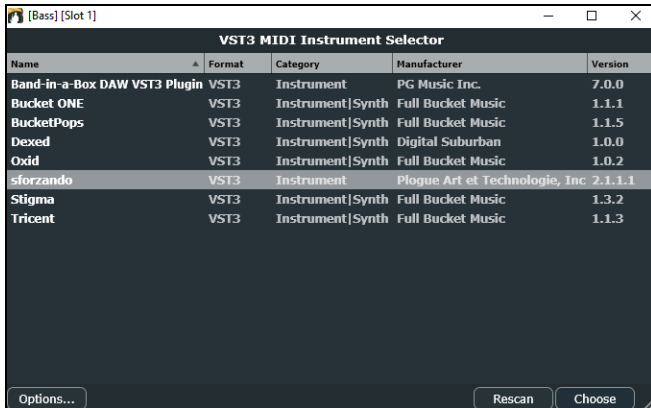 [Bass] [Slot 1]
VST3 MIDI Instrument Selector
Name Format Category Manufacturer Version
Band-in-a-Box DAW VST3 Plugin VST3 Instrument PG Music Inc. 7.0.0
Bucket ONE VST3 Instrument|Synth Full Bucket Music 1.1.1
BucketPops VST3 Instrument|Synth Full Bucket Music 1.1.5
Dexed VST3 Instrument|Synth Digital Suburban 1.0.0
Oxid VST3 Instrument|Synth Full Bucket Music 1.0.2
sforzando VST3 Instrument Plogue Art et Technologie, Inc 2.1.1.1
Stigma VST3 Instrument|Synth Full Bucket Music 1.3.2
Tricent VST3 Instrument|Synth Full Bucket Music 1.1.3
Options... Rescan Choose